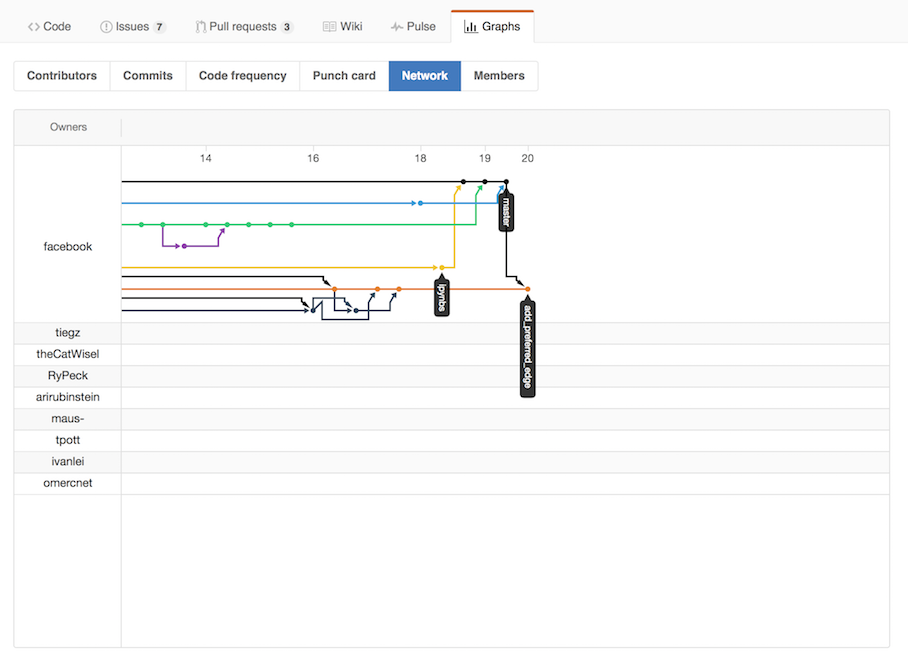 Code Issues 7 Pull requests 3 Wiki Pulse Graphs
Contributors Commits Code frequency Punch card Network Members
Owners
14 16 18 19 20
master
facebook
ipynbs
add_preferred_edge
tiegz
theCatWisel
RyPeck
arirubinstein
maus-
tpott
ivanlei
omercnet